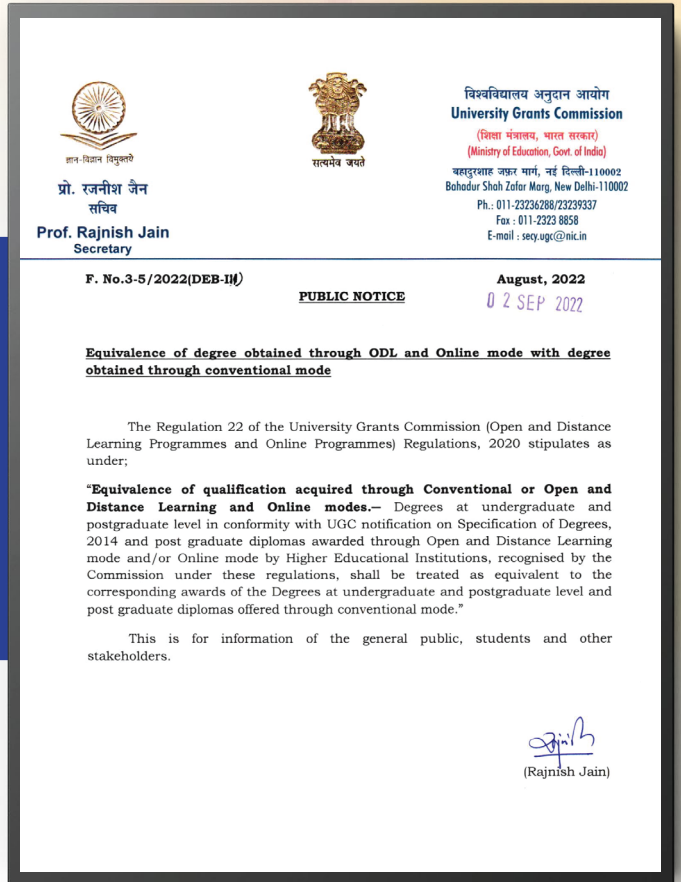 ज्ञान-विज्ञान विमुक्तये
सत्यमेव जयते
विश्वविद्यालय अनुदान आयोग
University Grants Commission
(शिक्षा मंत्रालय, भारत सरकार)
(Ministry of Education, Govt. of India)
बहादुरशाह ज़फ़र मार्ग, नई दिल्ली-110002
Bahadur Shah Zafar Marg, New Delhi-110002
Ph.: 011-23236288/23239337
Fax : 011-2323 8858
E-mail : secy.ugc@nic.in
प्रो. रजनीश जैन
सचिव
Prof. Rajnish Jain
Secretary
F. No.3-5/2022(DEB-III)
August, 2022
PUBLIC NOTICE
02 SEP 2022
Equivalence of degree obtained through ODL and Online mode with degree
obtained through conventional mode
The Regulation 22 of the University Grants Commission (Open and Distance
Learning Programmes and Online Programmes) Regulations, 2020 stipulates as
under;
“Equivalence of qualification acquired through Conventional or Open and
Distance Learning and Online modes.— Degrees at undergraduate and
postgraduate level in conformity with UGC notification on Specification of Degrees,
2014 and post graduate diplomas awarded through Open and Distance Learning
mode and/or Online mode by Higher Educational Institutions, recognised by the
Commission under these regulations, shall be treated as equivalent to the
corresponding awards of the Degrees at undergraduate and postgraduate level and
post graduate diplomas offered through conventional mode.”
This is for information of the general public, students and other
stakeholders.
(Rajnish Jain)